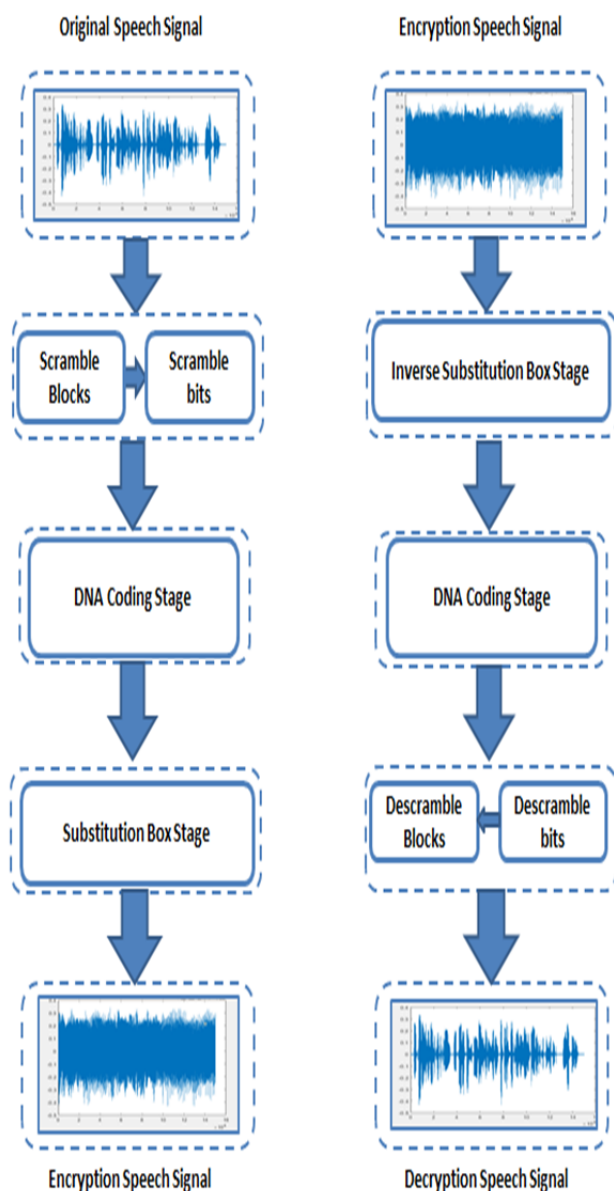 Original Speech Signal
Scramble
Blocks
Scramble
bits
DNA Coding Stage
Substitution Box Stage
Encryption Speech Signal
Encryption Speech Signal
Inverse Substitution Box Stage
DNA Coding Stage
Descramble
Blocks
Descramble
bits
Decryption Speech Signal